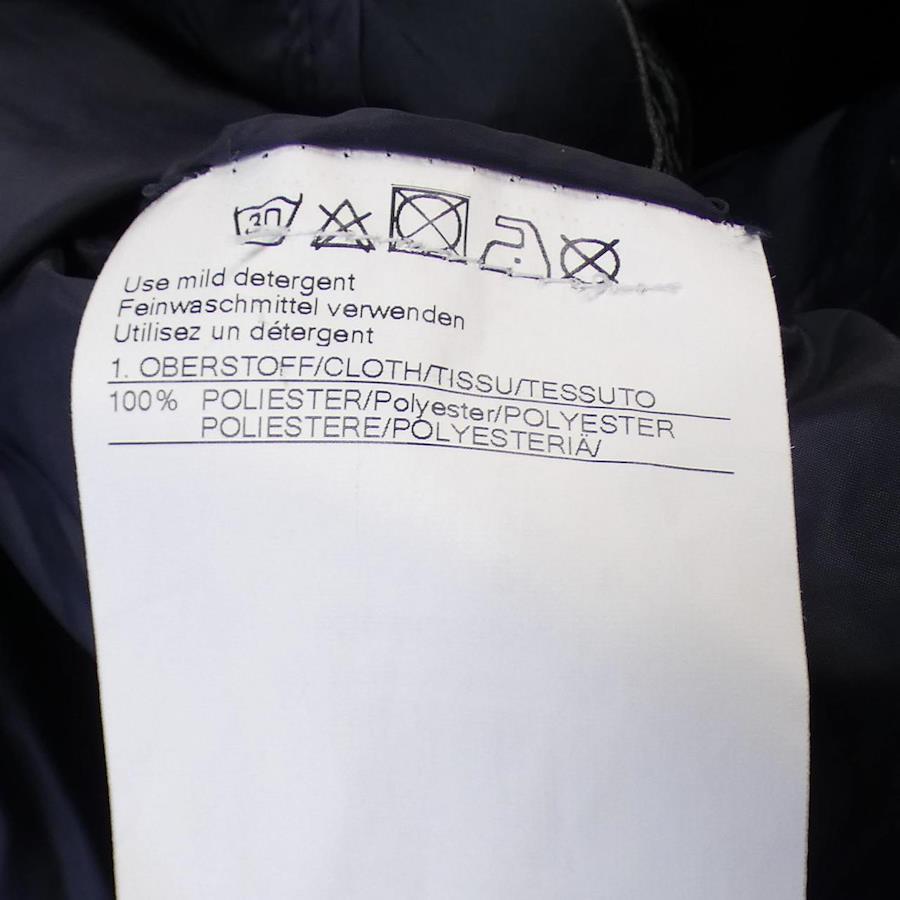 30
Use mild detergent
Feinwaschmittel verwenden
Utilisez un détergent
1. OBERSTOFF/CLOTH/TISSU/TESSUTO
100% POLIESTER/Polyester/POLYESTER
POLIESTERE/POLYESTERIÄ/